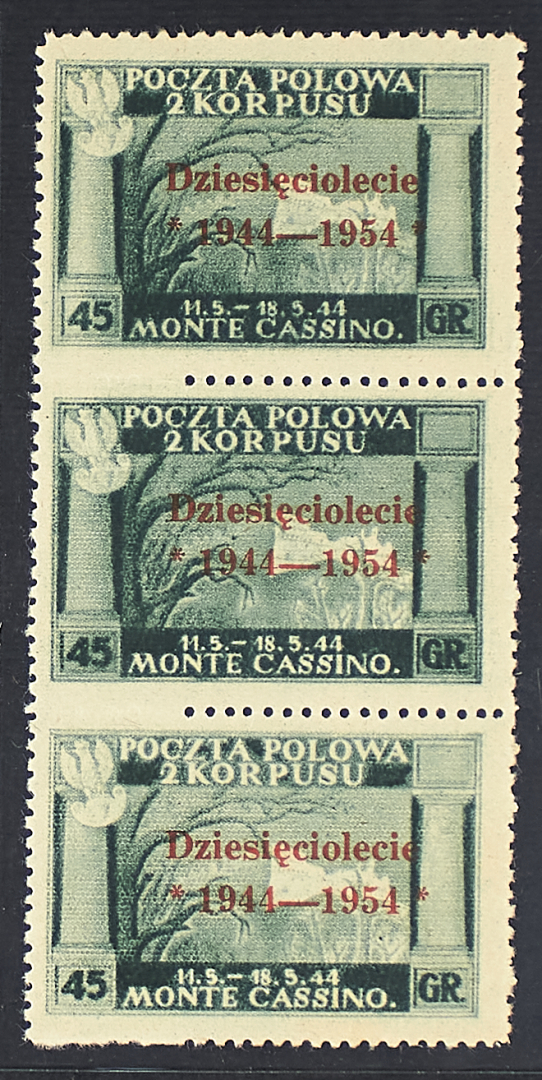 POCZTA POLOWA
2 KORPUSU
Dziesięciolecie
* 1944—1954 *
11.5.–18.5.44
MONTE CASSINO.
45 GR.
POCZTA POLOWA
2 KORPUSU
Dziesięciolecie
* 1944—1954 *
11.5.–18.5.44
MONTE CASSINO.
45 GR.
POCZTA POLOWA
2 KORPUSU
Dziesięciolecie
* 1944—1954 *
11.5.–18.5.44
MONTE CASSINO.
45 GR.